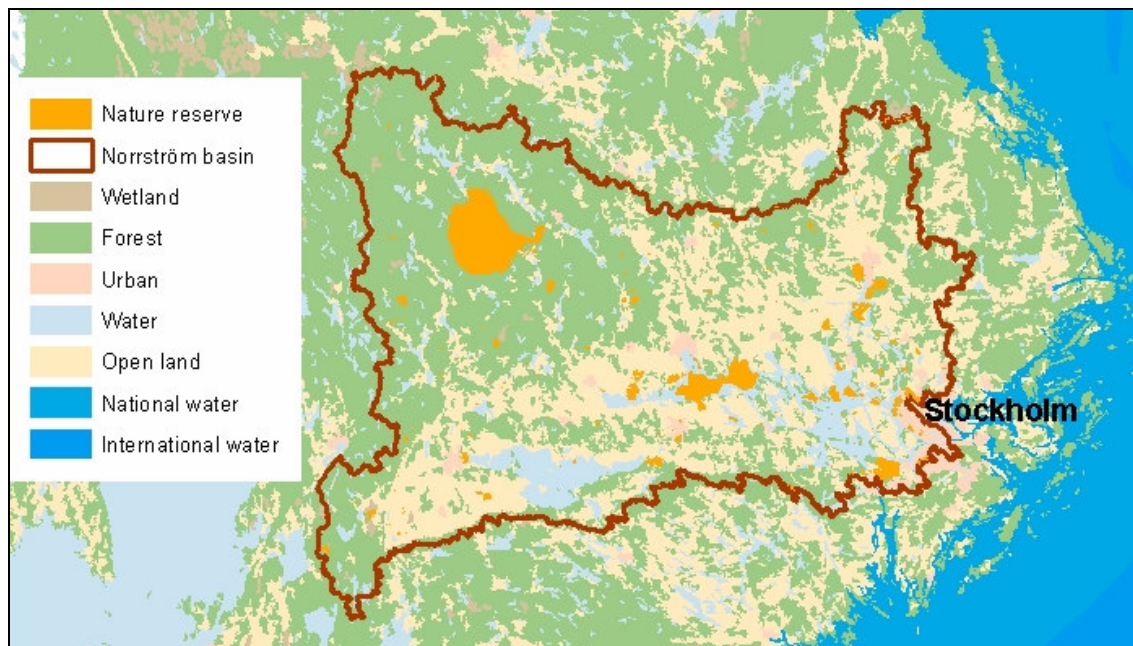 Nature reserve
Norrström basin
Wetland
Forest
Urban
Water
Open land
National water
International water
Stockholm